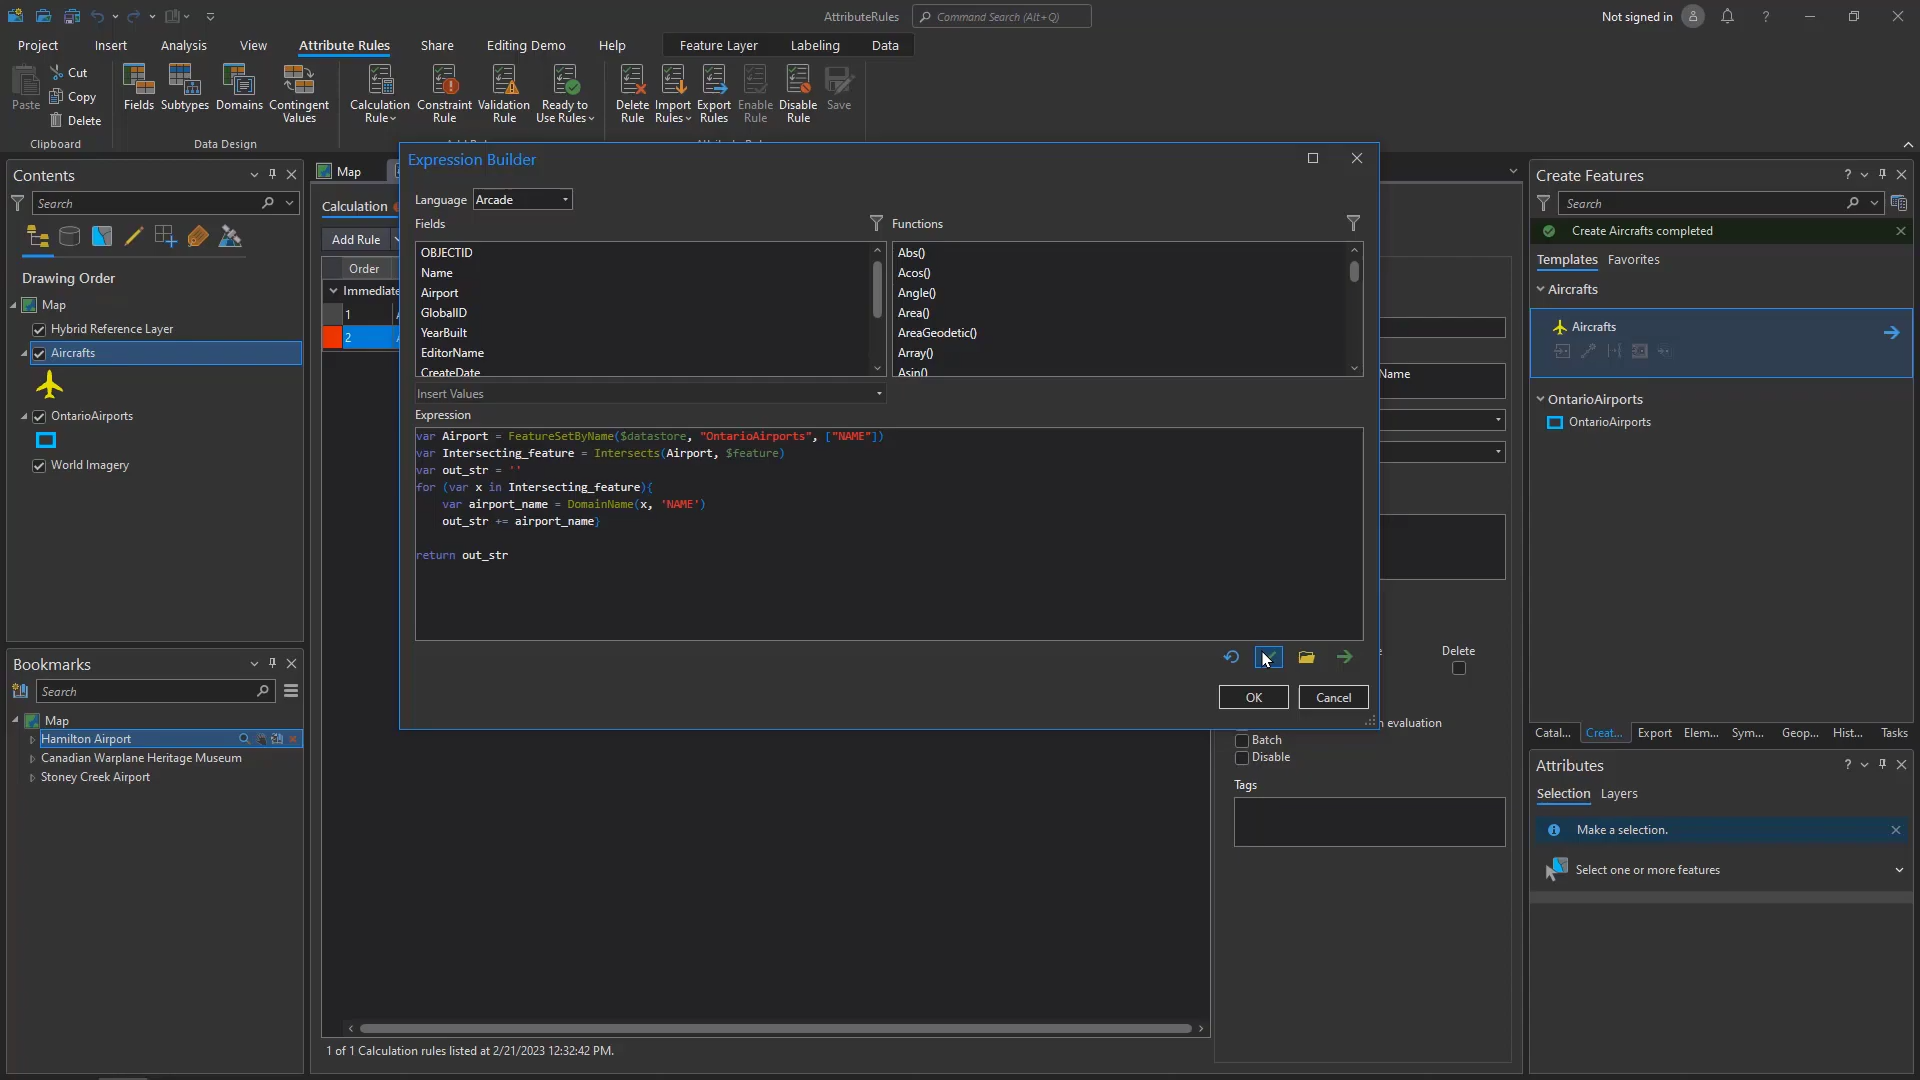 AttributeRules
Command Search (Alt+Q)
Not signed in
Project
Insert
Analysis
View
Attribute Rules
Share
Editing Demo
Help
Feature Layer
Labeling
Data
Paste
Cut
Copy
Delete
Clipboard
Fields
Subtypes
Domains
Contingent Values
Data Design
Calculation Rule
Constraint Rule
Validation Rule
Ready to Use Rules
Delete Rule
Import Rules
Export Rules
Enable Rule
Disable Rule
Save
Contents
Search
Drawing Order
Map
Hybrid Reference Layer
Aircrafts
OntarioAirports
World Imagery
Bookmarks
Search
Map
Hamilton Airport
Canadian Warplane Heritage Museum
Stoney Creek Airport
Map
Calculation
Add Rule
Order
Immediate
1
2
Expression Builder
Language
Arcade
Fields
OBJECTID
Name
Airport
GlobalID
YearBuilt
EditorName
CreateDate
Functions
Abs()
Acos()
Angle()
Area()
AreaGeodetic()
Array()
Asin()
Insert Values
Expression
var Airport = FeatureSetByName($datastore, "OntarioAirports", ["NAME"])
var Intersecting_feature = Intersects(Airport, $feature)
var out_str = ''
for (var x in Intersecting_feature){
    var airport_name = DomainName(x, 'NAME')
    out_str += airport_name}
return out_str
OK
Cancel
Name
Delete
evaluation
Batch
Disable
Tags
1 of 1 Calculation rules listed at 2/21/2023 12:32:42 PM.
Create Features
Search
Create Aircrafts completed
Templates
Favorites
Aircrafts
Aircrafts
OntarioAirports
OntarioAirports
Catal...
Creat...
Export
Elem...
Sym...
Geop...
Hist...
Tasks
Attributes
Selection
Layers
Make a selection.
Select one or more features